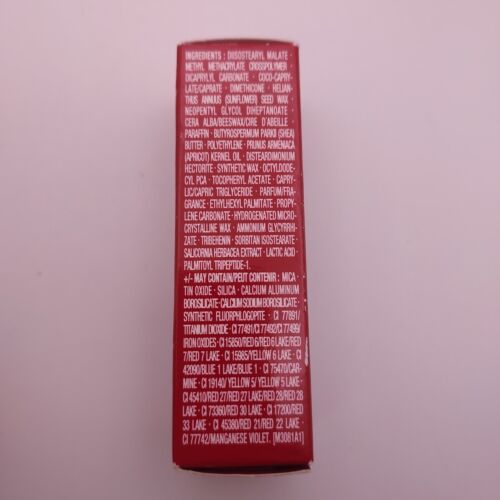 INGREDIENTS : DIISOSTEARYL MALATE ·
METHYL METHACRYLATE CROSSPOLYMER ·
DICAPRYLYL CARBONATE · COCO-CAPRY-
LATE/CAPRATE · DIMETHICONE · HELIAN-
THUS ANNUUS (SUNFLOWER) SEED WAX ·
NEOPENTYL GLYCOL DIHEPTANOATE ·
CERA ALBA/BEESWAX/CIRE D'ABEILLE ·
PARAFFIN · BUTYROSPERMUM PARKII (SHEA)
BUTTER · POLYETHYLENE · PRUNUS ARMENIACA
(APRICOT) KERNEL OIL · DISTEARDIMONIUM
HECTORITE · SYNTHETIC WAX · OCTYLDODE-
CYL PCA · TOCOPHERYL ACETATE · CAPRY-
LIC/CAPRIC TRIGLYCERIDE · PARFUM/FRA-
GRANCE · ETHYLHEXYL PALMITATE · PROPY-
LENE CARBONATE · HYDROGENATED MICRO-
CRYSTALLINE WAX · AMMONIUM GLYCYRRHI-
ZATE · TRIBEHENIN · SORBITAN ISOSTEARATE ·
SALICORNIA HERBACEA EXTRACT · LACTIC ACID ·
PALMITOYL TRIPEPTIDE-1.
+/- MAY CONTAIN/PEUT CONTENIR : MICA ·
TIN OXIDE · SILICA · CALCIUM ALUMINUM
BOROSILICATE · CALCIUM SODIUM BOROSILICATE ·
SYNTHETIC FLUORPHLOGOPITE · CI 77891/
TITANIUM DIOXIDE · CI 77491/CI 77492/CI 77499/
IRON OXIDES · CI 15850/RED 6/RED 6 LAKE/RED
7/RED 7 LAKE · CI 15985/YELLOW 6 LAKE · CI
42090/BLUE 1 LAKE/BLUE 1 · CI 75470/CAR-
MINE · CI 19140/ YELLOW 5/ YELLOW 5 LAKE ·
CI 45410/RED 27/RED 27 LAKE/RED 28/RED 28
LAKE · CI 73360/RED 30 LAKE · CI 17200/RED
33 LAKE · CI 45380/RED 21/RED 22 LAKE ·
CI 77742/MANGANESE VIOLET. [M3081A1]